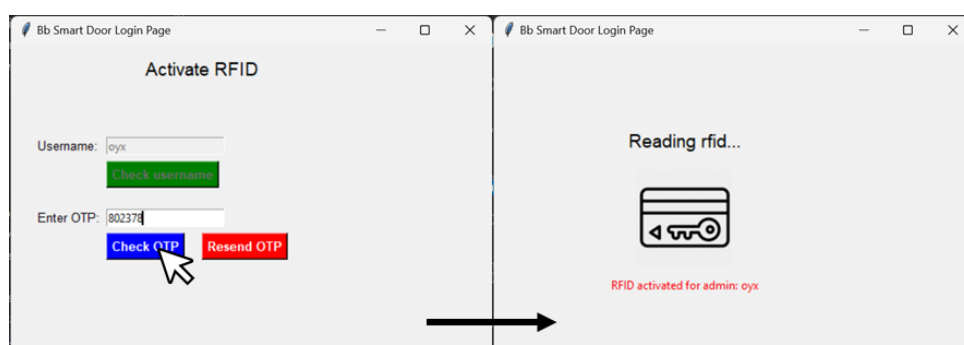 Bb Smart Door Login Page
Activate RFID
Username: oyx
Check username
Enter OTP: 802378
Check OTP Resend OTP
Bb Smart Door Login Page
Reading rfid...
RFID activated for admin: oyx